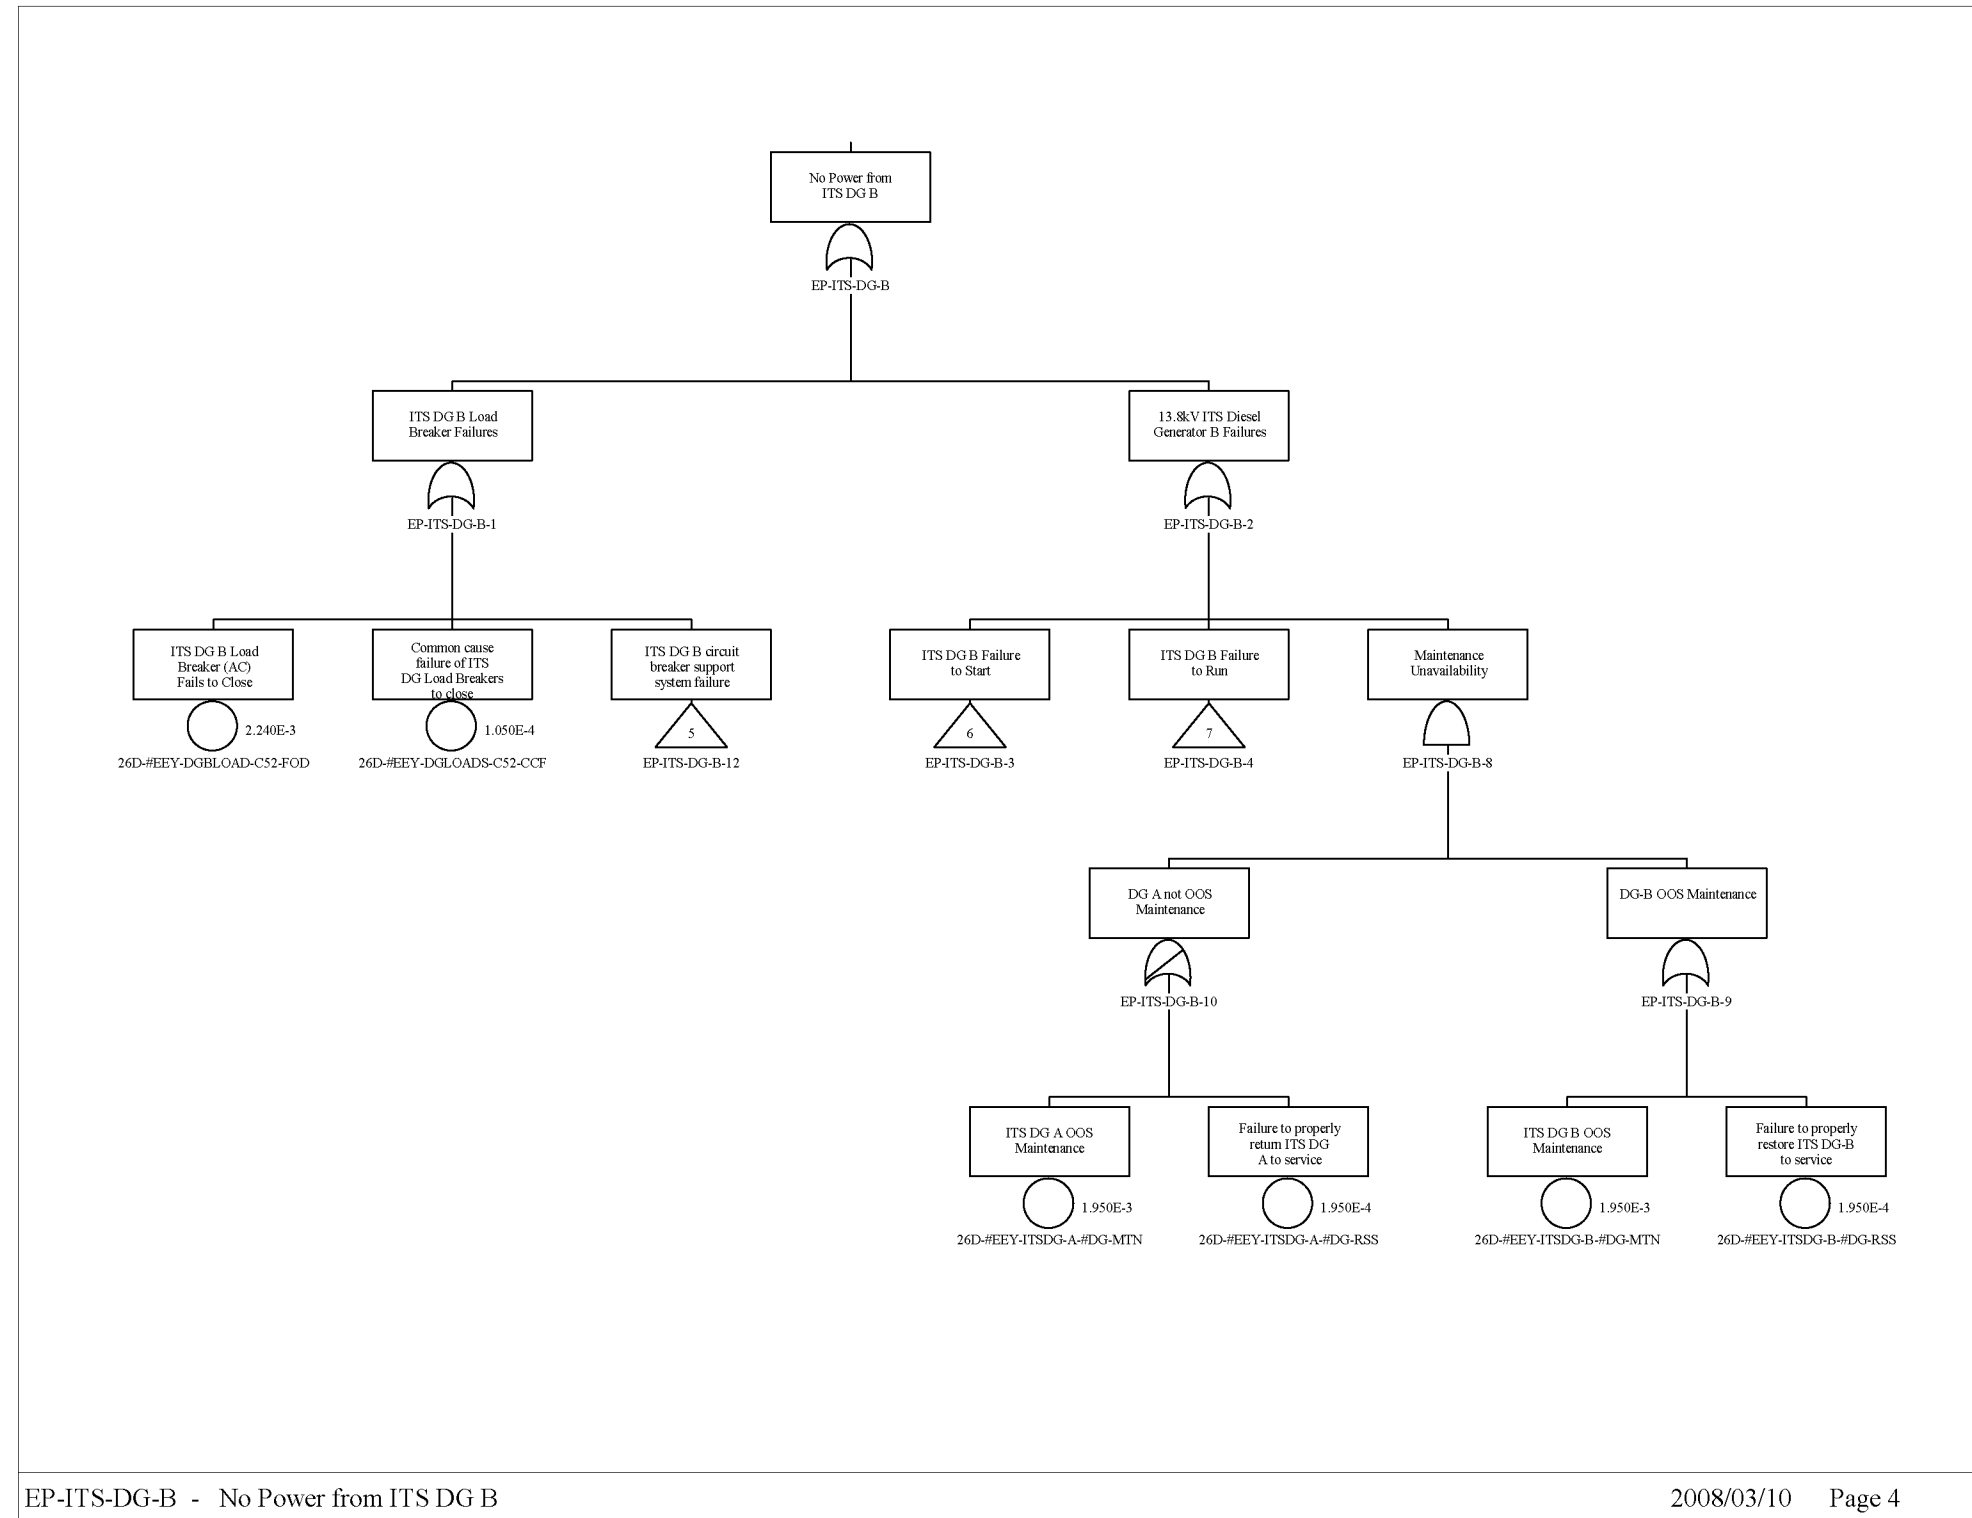 No Power from
ITS DG B
EP-ITS-DG-B
ITS DG B Load
Breaker Failures
EP-ITS-DG-B-1
13.8kV ITS Diesel
Generator B Failures
EP-ITS-DG-B-2
ITS DG B Load
Breaker (AC)
Fails to Close
2.240E-3
26D-#EEY-DGBLOAD-C52-FOD
Common cause
failure of ITS
DG Load Breakers
to close
1.050E-4
26D-#EEY-DGLOADS-C52-CCF
ITS DG B circuit
breaker support
system failure
5
EP-ITS-DG-B-12
ITS DG B Failure
to Start
6
EP-ITS-DG-B-3
ITS DG B Failure
to Run
7
EP-ITS-DG-B-4
Maintenance
Unavailability
EP-ITS-DG-B-8
DG A not OOS
Maintenance
EP-ITS-DG-B-10
DG-B OOS Maintenance
EP-ITS-DG-B-9
ITS DG A OOS
Maintenance
1.950E-3
26D-#EEY-ITSDG-A-#DG-MTN
Failure to properly
return ITS DG
A to service
1.950E-4
26D-#EEY-ITSDG-A-#DG-RSS
ITS DG B OOS
Maintenance
1.950E-3
26D-#EEY-ITSDG-B-#DG-MTN
Failure to properly
restore ITS DG-B
to service
1.950E-4
26D-#EEY-ITSDG-B-#DG-RSS
EP-ITS-DG-B - No Power from ITS DG B
2008/03/10 Page 4